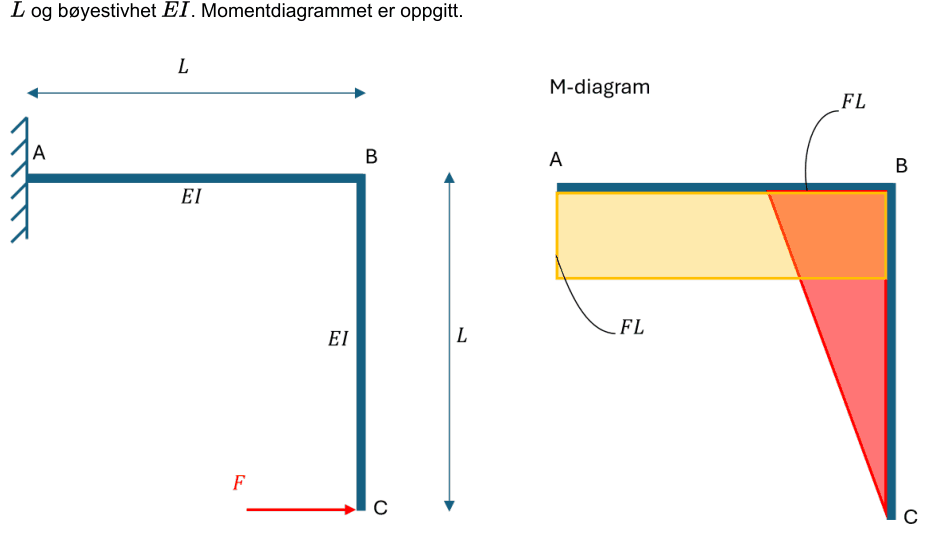 L og bøyestivhet EI. Momentdiagrammet er oppgitt.
L
M-diagram
FL
A
B
A
B
EI
EI
L
FL
F
C
C